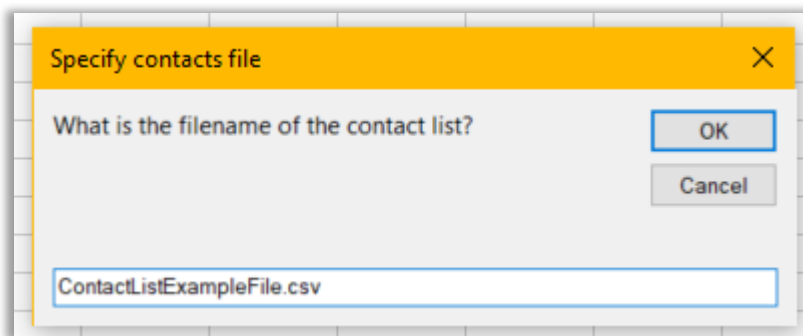 Specify contacts file
What is the filename of the contact list?
OK
Cancel
ContactListExampleFile.csv